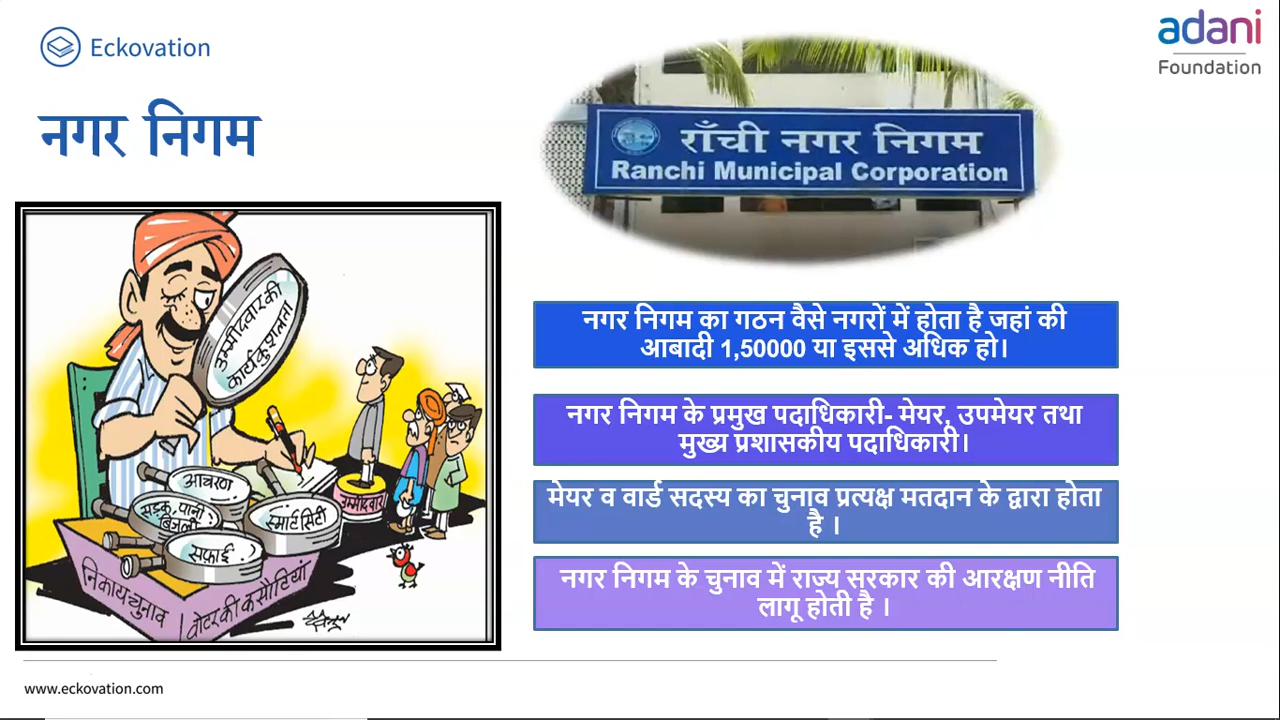 Eckovation
adani
Foundation
नगर निगम
राँची नगर निगम
Ranchi Municipal Corporation
उम्मीदवार की
कार्यकुशलता
आचरण
सड़क, पानी
बिजली
स्मार्ट सिटी
सफ़ाई
उम्मीदवार
निकाय चुनाव
वोटर की कसौटियां
नगर निगम का गठन वैसे नगरों में होता है जहां की
आबादी 1,50000 या इससे अधिक हो।
नगर निगम के प्रमुख पदाधिकारी- मेयर, उपमेयर तथा
मुख्य प्रशासकीय पदाधिकारी।
मेयर व वार्ड सदस्य का चुनाव प्रत्यक्ष मतदान के द्वारा होता
है ।
नगर निगम के चुनाव में राज्य सरकार की आरक्षण नीति
लागू होती है ।
www.eckovation.com